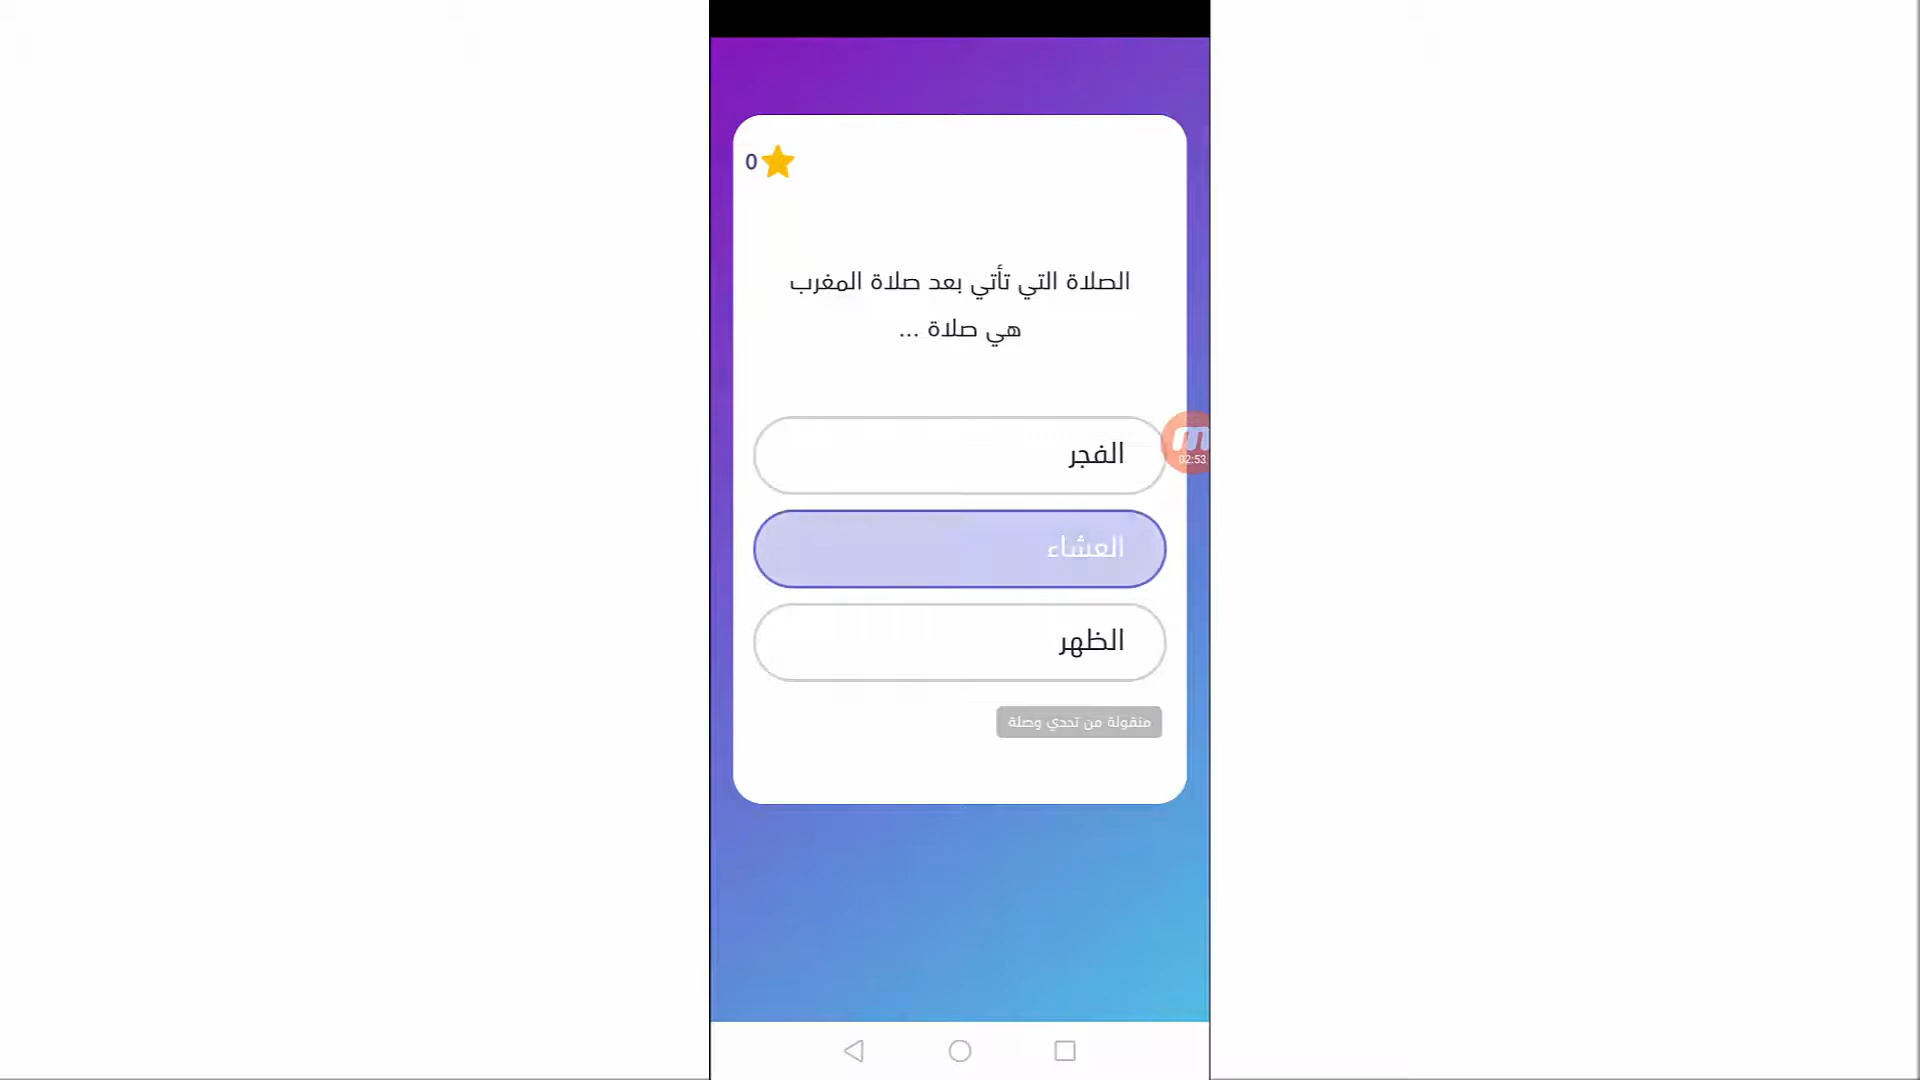 0
الصلاة التي تأتي بعد صلاة المغرب
هي صلاة ...
الفجر
m
02:53
العشاء
الظهر
منقولة من تحدي وصلة